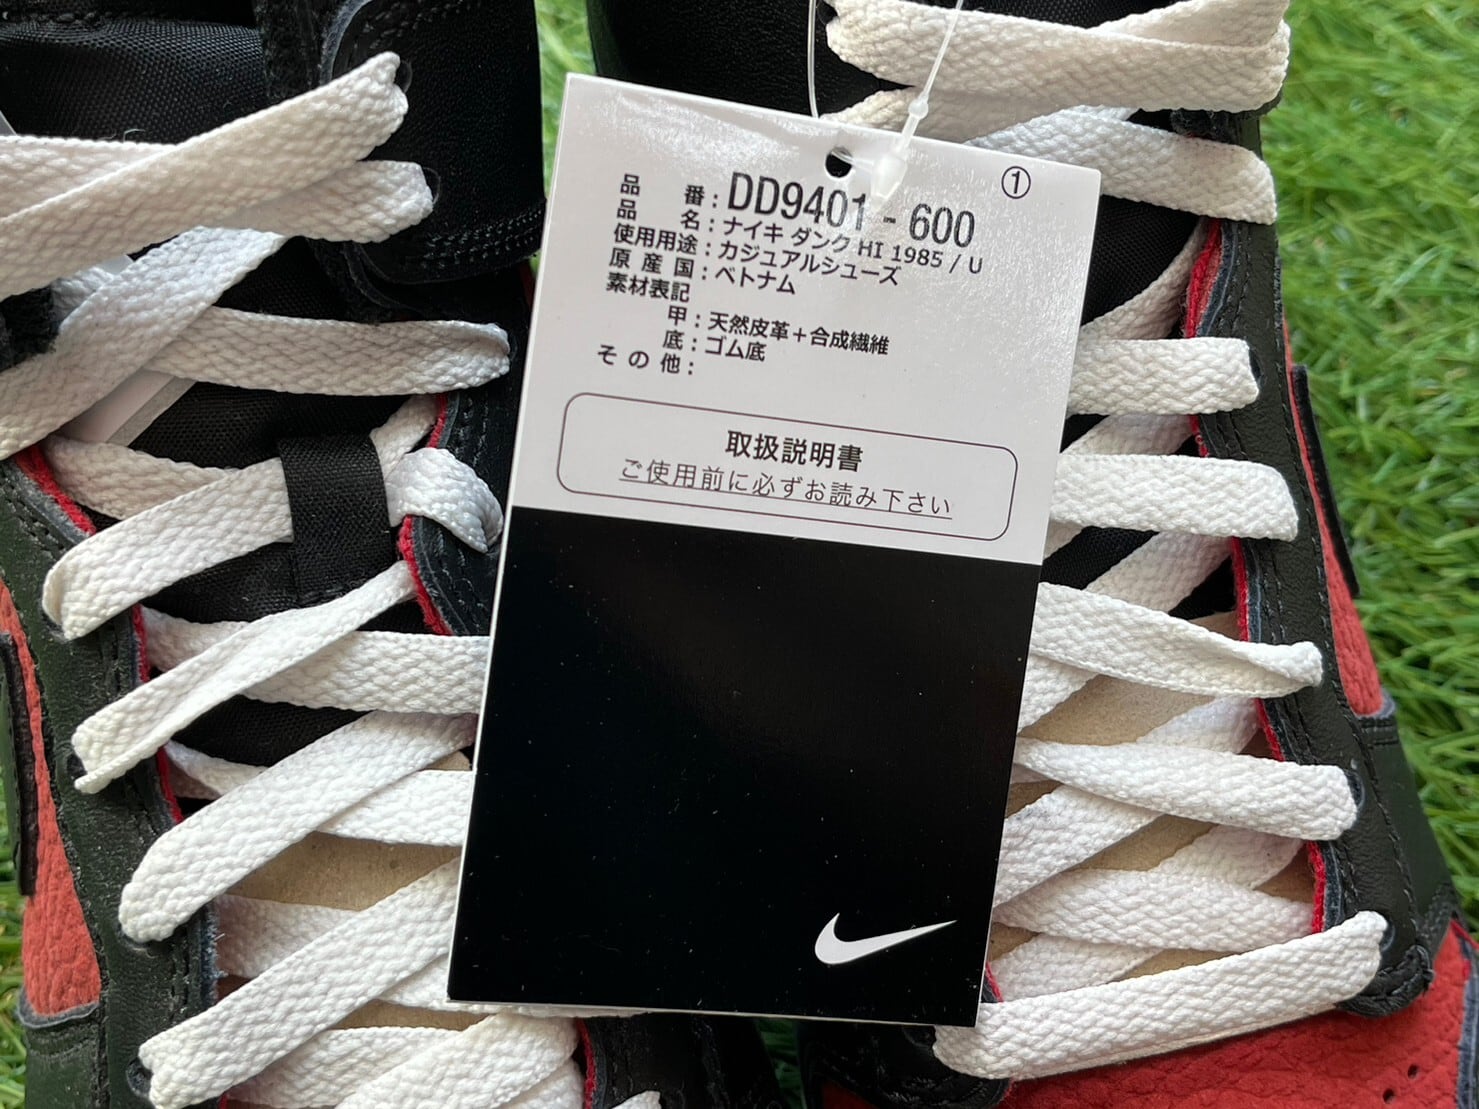 ①
品番：DD9401-600
品名：ナイキ ダンク HI 1985 / U
使用用途：カジュアルシューズ
原産国：ベトナム
素材表記
甲：天然皮革＋合成繊維
底：ゴム底
その他：
取扱説明書
ご使用前に必ずお読み下さい